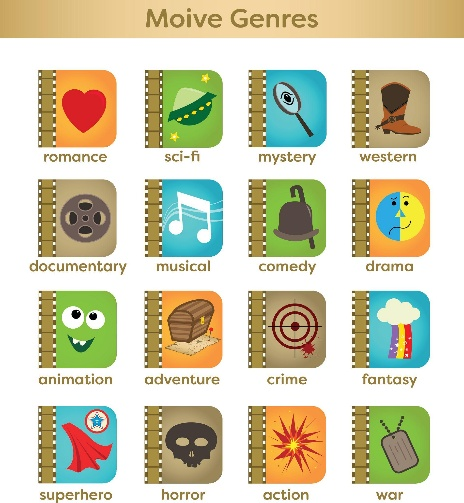 Moive Genres
romance sci-fi mystery western
documentary musical comedy drama
animation adventure crime fantasy
superhero horror action war